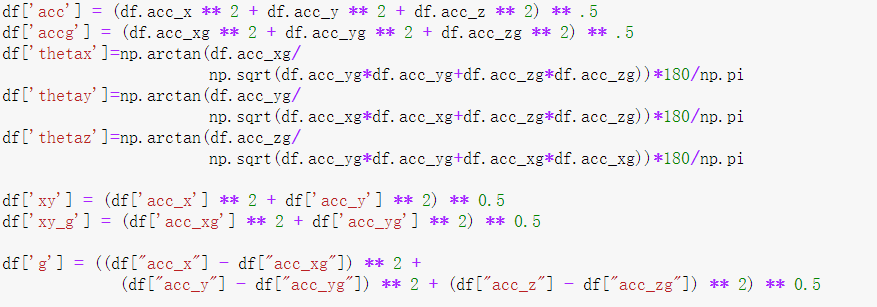 df['acc'] = (df.acc_x ** 2 + df.acc_y ** 2 + df.acc_z ** 2) ** .5
df['accg'] = (df.acc_xg ** 2 + df.acc_yg ** 2 + df.acc_zg ** 2) ** .5
df['thetax']=np.arctan(df.acc_xg/
                       np.sqrt(df.acc_yg*df.acc_yg+df.acc_zg*df.acc_zg))*180/np.pi
df['thetay']=np.arctan(df.acc_yg/
                       np.sqrt(df.acc_xg*df.acc_xg+df.acc_zg*df.acc_zg))*180/np.pi
df['thetaz']=np.arctan(df.acc_zg/
                       np.sqrt(df.acc_yg*df.acc_yg+df.acc_xg*df.acc_xg))*180/np.pi

df['xy'] = (df['acc_x'] ** 2 + df['acc_y'] ** 2) ** 0.5
df['xy_g'] = (df['acc_xg'] ** 2 + df['acc_yg'] ** 2) ** 0.5

df['g'] = ((df["acc_x"] - df["acc_xg"]) ** 2 +
             (df["acc_y"] - df["acc_yg"]) ** 2 + (df["acc_z"] - df["acc_zg"]) ** 2) ** 0.5